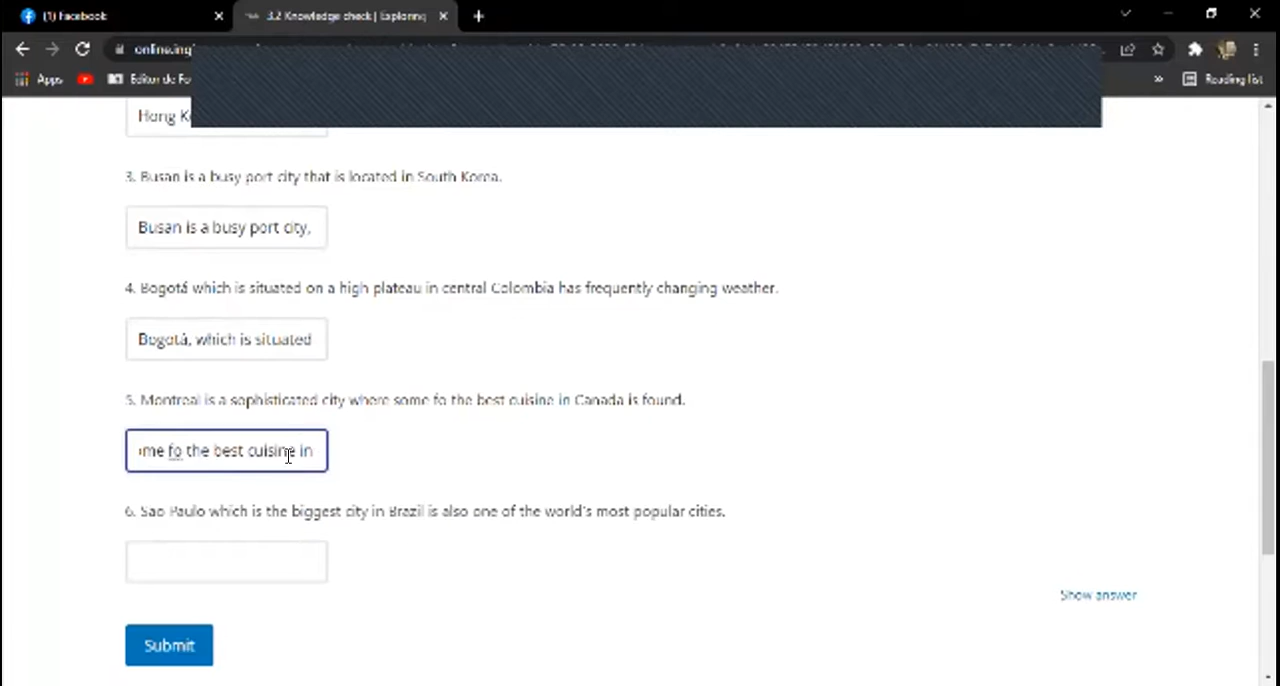 (1) Facebook
3.2 Knowledge check | Exploring
online.ing
Apps
Editor de Fo
Reading list
Hong K
3. Busan is a busy port city that is located in South Korea.
Busan is a busy port city,
4. Bogotá which is situated on a high plateau in central Colombia has frequently changing weather.
Bogotá, which is situated
5. Montreal is a sophisticated city where some fo the best cuisine in Canada is found.
me fo the best cuisine in
6. Sao Paulo which is the biggest city in Brazil is also one of the world's most popular cities.
Show answer
Submit